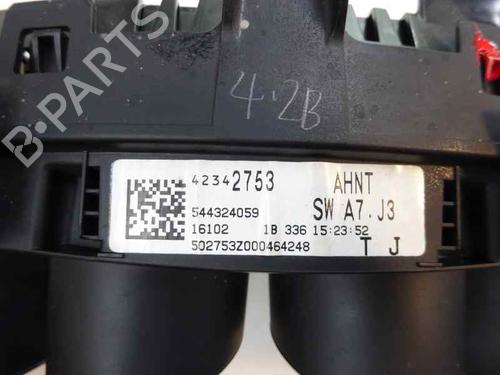 4.2B
B-PARTS
42342753 AHNT
544324059 SW A7.J3
16102 1B 336 15:23:52
502753Z000464248 T J